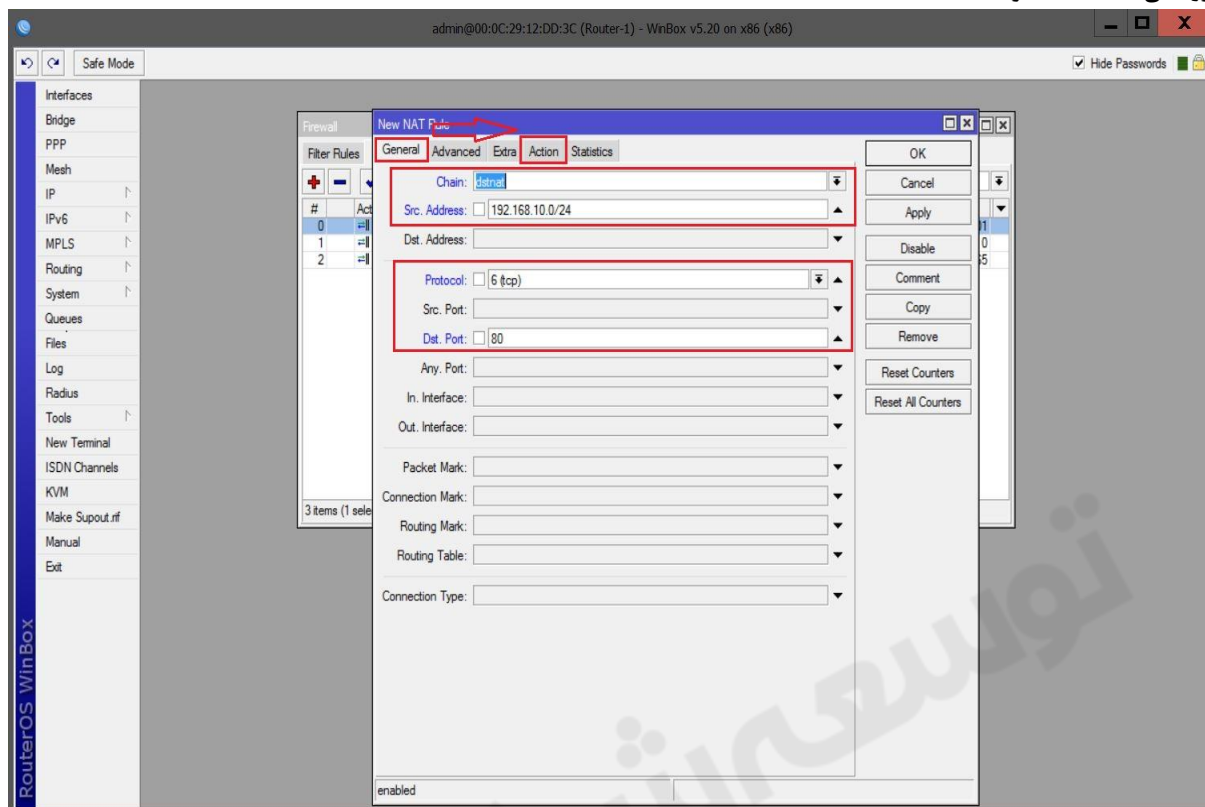 admin@00:0C:29:12:DD:3C (Router-1) - WinBox v5.20 on x86 (x86)
Safe Mode
Hide Passwords
Interfaces
Bridge
PPP
Mesh
IP
IPv6
MPLS
Routing
System
Queues
Files
Log
Radius
Tools
New Terminal
ISDN Channels
KVM
Make Supout.rif
Manual
Exit
RouterOS WinBox
Firewall
Filter Rules
# Act
0
1
2
3 items (1 sele
New NAT Rule
General Advanced Extra Action Statistics
Chain: dstnat
Src. Address: 192.168.10.0/24
Dst. Address:
Protocol: 6 (tcp)
Src. Port:
Dst. Port: 80
Any. Port:
In. Interface:
Out. Interface:
Packet Mark:
Connection Mark:
Routing Mark:
Routing Table:
Connection Type:
enabled
OK
Cancel
Apply
Disable
Comment
Copy
Remove
Reset Counters
Reset All Counters
توسعه